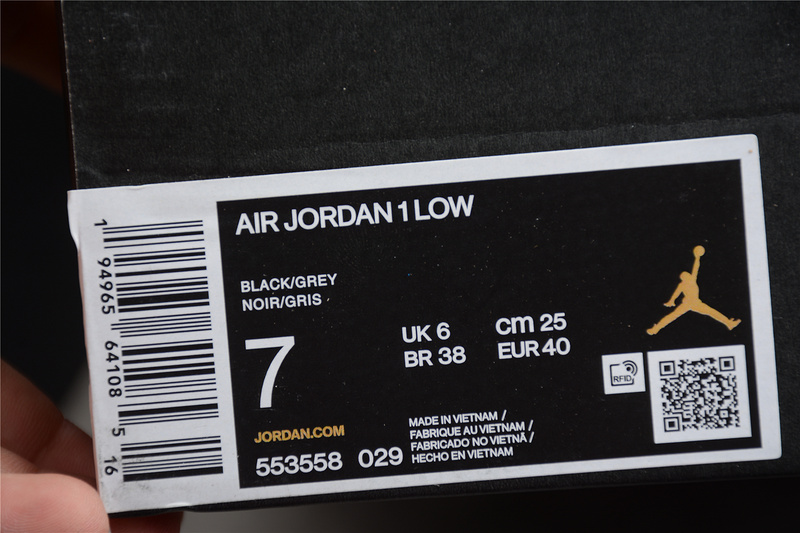 AIR JORDAN 1 LOW
BLACK/GREY
NOIR/GRIS
7
UK 6
BR 38
cm 25
EUR 40
RFID
JORDAN.COM
553558 029
MADE IN VIETNAM /
FABRIQUE AU VIETNAM /
FABRICADO NO VIETNÃ /
HECHO EN VIETNAM
1 94965 64108 5 16